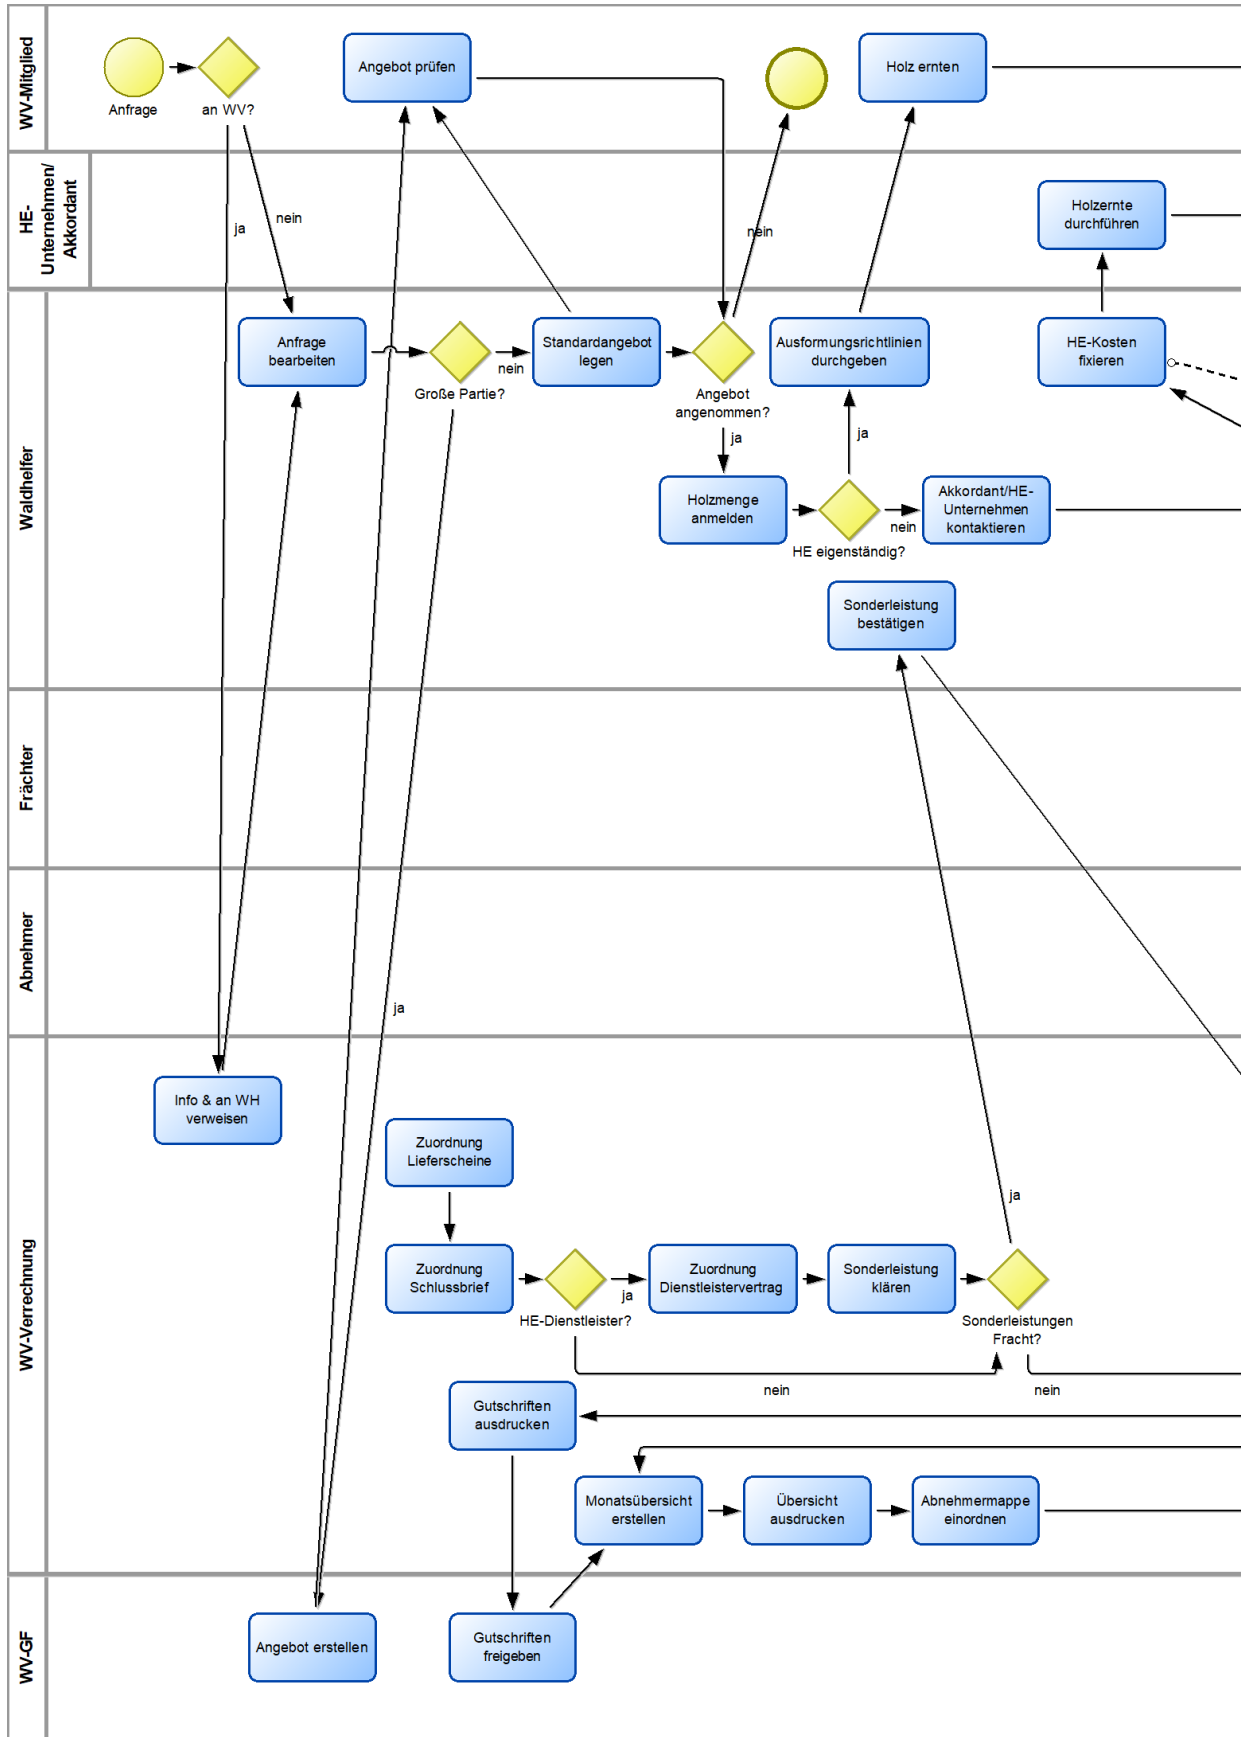 WV-Mitglied
Anfrage
an WV?
Angebot prüfen
Holz ernten
HE-
Unternehmen/
Akkordant
ja
nein
nein
Holzernte
durchführen
Waldhelfer
Anfrage
bearbeiten
Große Partie?
nein
Standardangebot
legen
Angebot
angenommen?
ja
Ausformungsrichtlinien
durchgeben
ja
HE-Kosten
fixieren
Holzmenge
anmelden
HE eigenständig?
nein
Akkordant/HE-
Unternehmen
kontaktieren
Sonderleistung
bestätigen
Frächter
Abnehmer
ja
WV-Verrechnung
Info & an WH
verweisen
Zuordnung
Lieferscheine
ja
Zuordnung
Schlussbrief
HE-Dienstleister?
ja
Zuordnung
Dienstleistervertrag
Sonderleistung
klären
Sonderleistungen
Fracht?
nein
nein
Gutschriften
ausdrucken
Monatsübersicht
erstellen
Übersicht
ausdrucken
Abnehmermappe
einordnen
WV-GF
Angebot erstellen
Gutschriften
freigeben